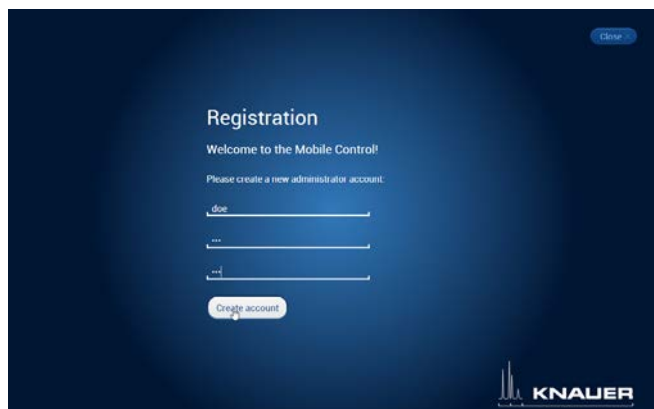 Close
Registration
Welcome to the Mobile Control!
Please create a new administrator account:
doe
...
...
Create account
KNAUER